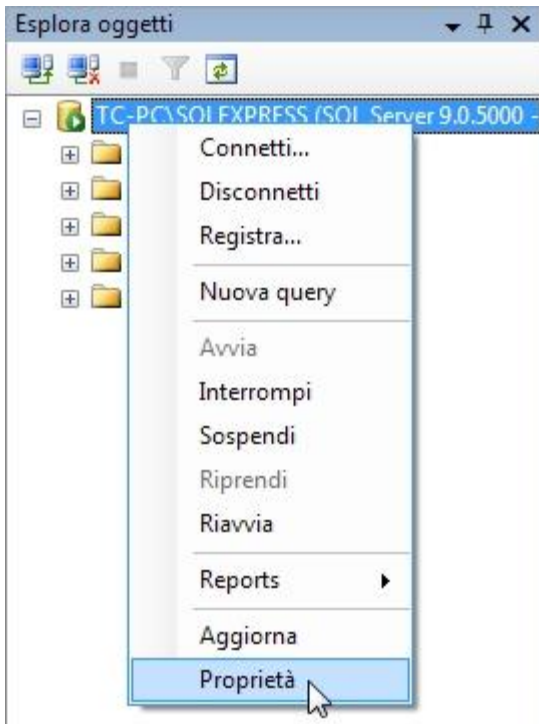 Esplora oggetti
TC-PC\SQLEXPRESS (SQL Server 9.0.5000 -
Connetti...
Disconnetti
Registra...
Nuova query
Avvia
Interrompi
Sospendi
Riprendi
Riavvia
Reports
Aggiorna
Proprietà